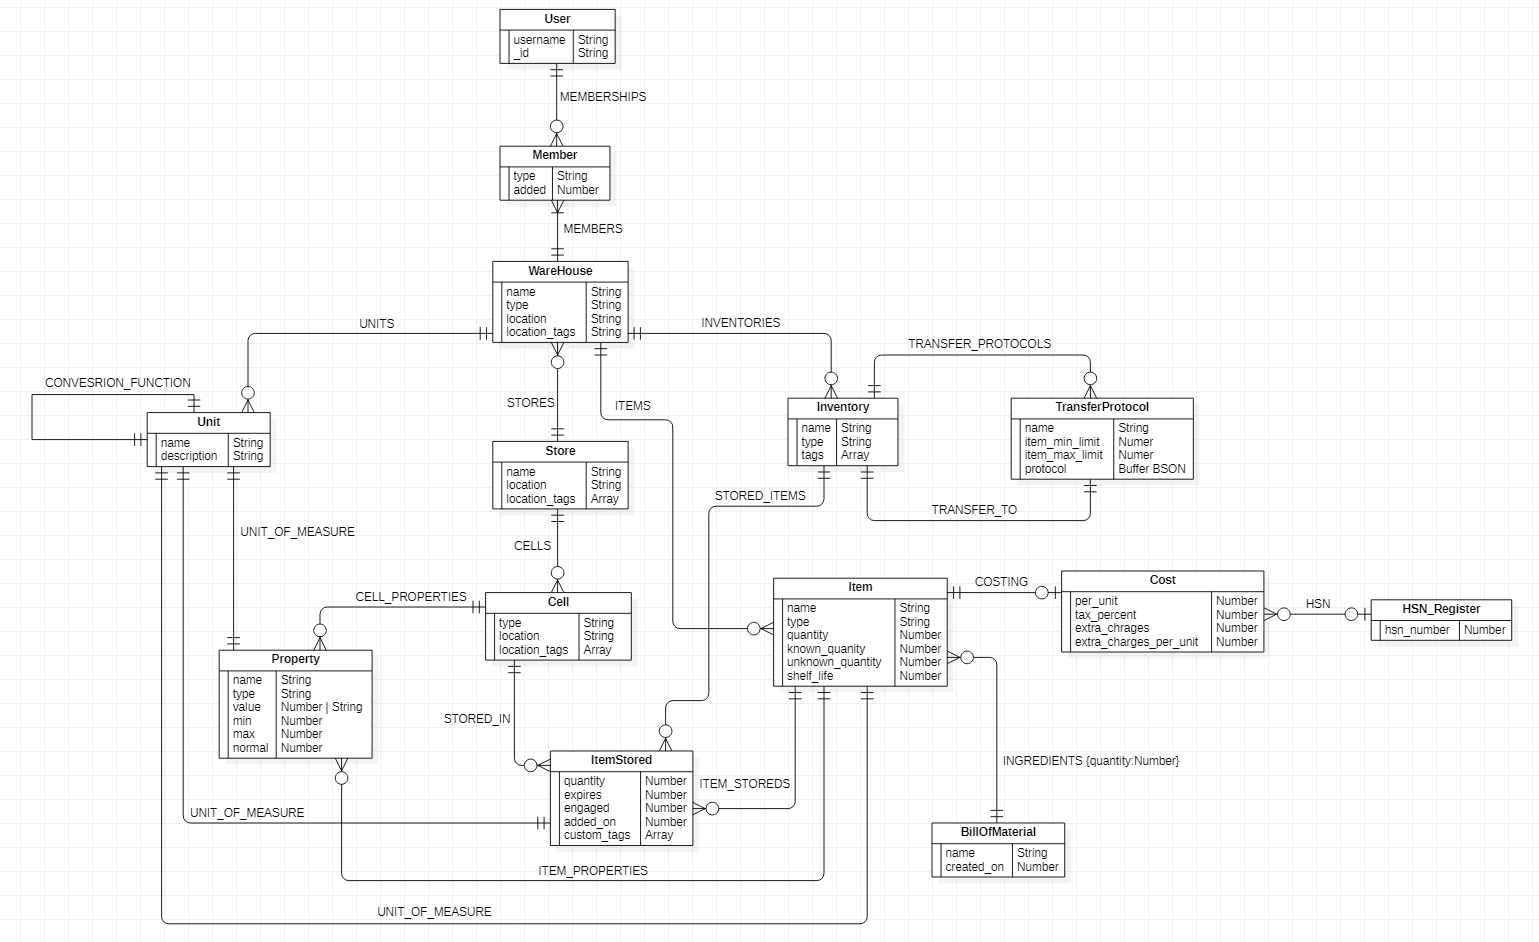 User
username String
_id String
MEMBERSHIPS
Member
type String
added Number
MEMBERS
WareHouse
name String
type String
location String
location_tags String
UNITS
INVENTORIES
TRANSFER_PROTOCOLS
CONVESRION_FUNCTION
STORES
ITEMS
Unit
name String
description String
Inventory
name String
type String
tags Array
TransferProtocol
name String
item_min_limit Numer
item_max_limit Numer
protocol Buffer BSON
Store
name String
location String
location_tags Array
STORED_ITEMS
TRANSFER_TO
UNIT_OF_MEASURE
CELLS
CELL_PROPERTIES
Cell
type String
location String
location_tags Array
Item
name String
type String
quantity Number
known_quanity Number
unknown_quantity Number
shelf_life Number
COSTING
Cost
per_unit Number
tax_percent Number
extra_chrages Number
extra_charges_per_unit Number
HSN
HSN_Register
hsn_number Number
Property
name String
type String
value Number | String
min Number
max Number
normal Number
STORED_IN
ItemStored
quantity Number
expires Number
engaged Number
added_on Number
custom_tags Array
ITEM_STOREDS
INGREDIENTS {quantity:Number}
UNIT_OF_MEASURE
BillOfMaterial
name String
created_on Number
ITEM_PROPERTIES
UNIT_OF_MEASURE